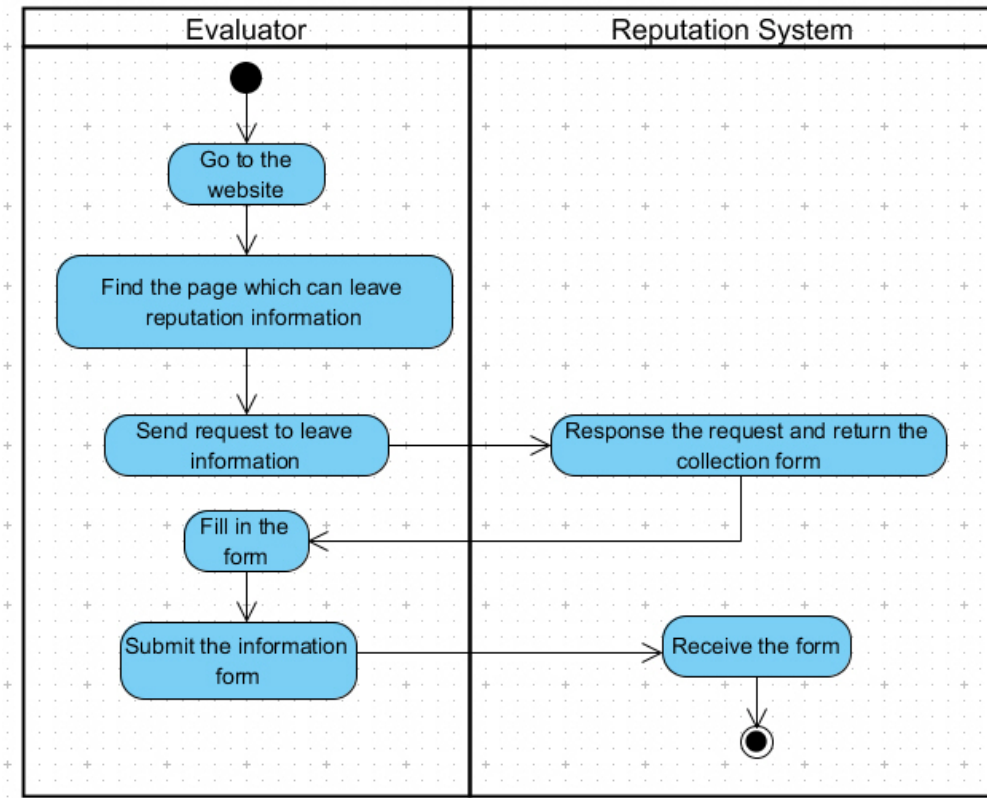 Evaluator
Reputation System
Go to the
website
Find the page which can leave
reputation information
Send request to leave
information
Response the request and return the
collection form
Fill in the
form
Submit the information
form
Receive the form